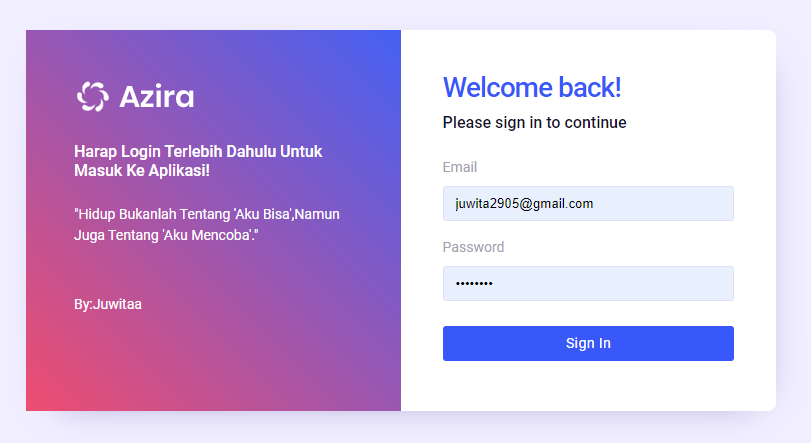 Azira
Harap Login Terlebih Dahulu Untuk
Masuk Ke Aplikasi!
"Hidup Bukanlah Tentang 'Aku Bisa',Namun
Juga Tentang 'Aku Mencoba'."
By:Juwitaa
Welcome back!
Please sign in to continue
Email
juwita2905@gmail.com
Password
••••••••
Sign In